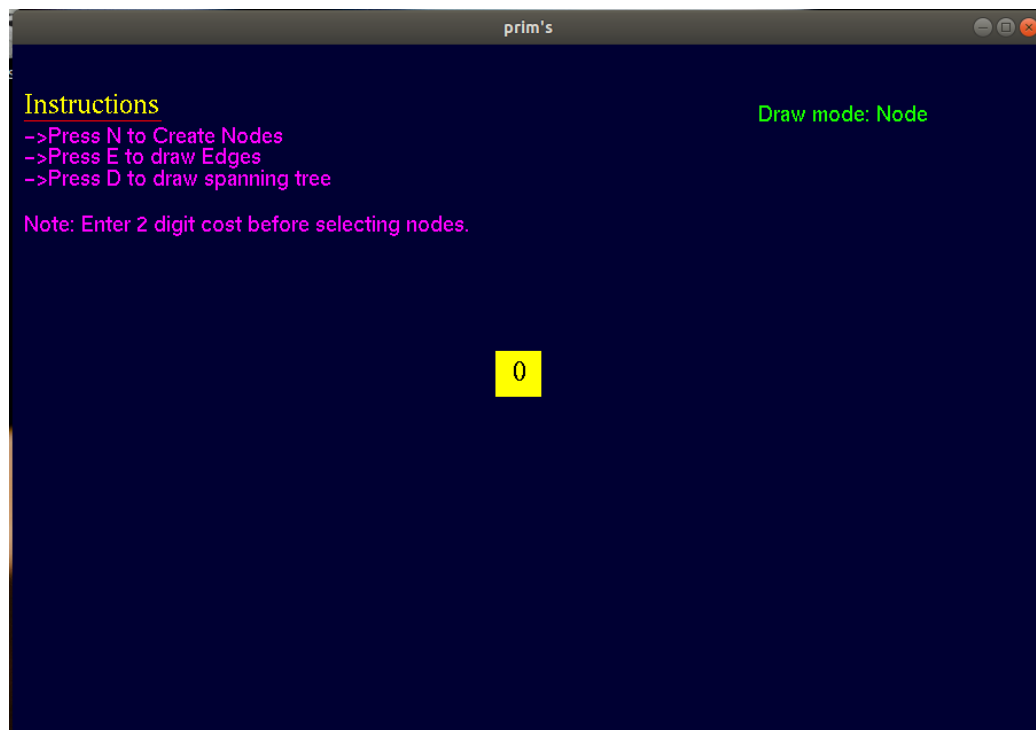 prim's
Instructions
Draw mode: Node
->Press N to Create Nodes
->Press E to draw Edges
->Press D to draw spanning tree
Note: Enter 2 digit cost before selecting nodes.
0